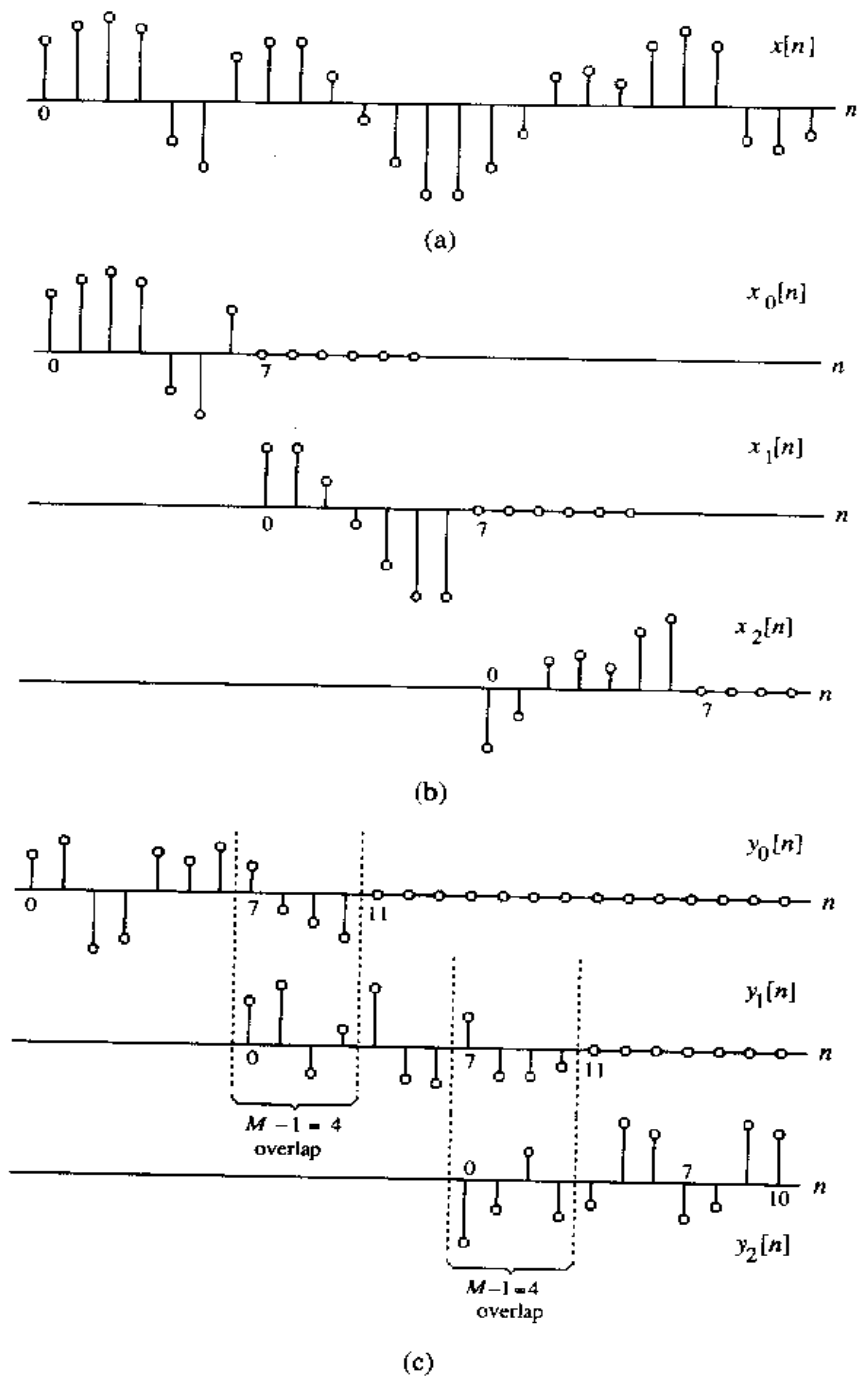 x[n]
0 n
(a)
x0[n]
0 7 n
x1[n]
0 7 n
x2[n]
0 7 n
(b)
y0[n]
0 7 11 n
y1[n]
0 7 11 n
M − 1 = 4
overlap
0 7 10 n
y2[n]
M − 1 = 4
overlap
(c)